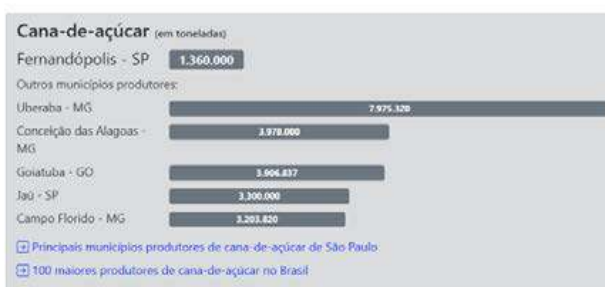 Cana-de-açúcar (em toneladas)
Fernandópolis - SP 1.360.000
Outros municípios produtores:
Uberaba - MG 7.975.320
Conceição das Alagoas - MG 3.978.000
Goiatuba - GO 3.906.837
Jaú - SP 3.300.000
Campo Florido - MG 3.203.820
Principais municípios produtores de cana-de-açúcar de São Paulo
100 maiores produtores de cana-de-açúcar no Brasil